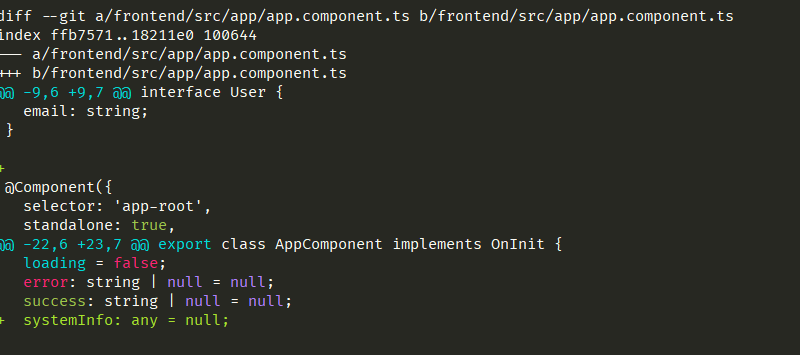 diff --git a/frontend/src/app/app.component.ts b/frontend/src/app/app.component.ts
index ffb7571..18211e0 100644
--- a/frontend/src/app/app.component.ts
+++ b/frontend/src/app/app.component.ts
@@ -9,6 +9,7 @@ interface User {
   email: string;
 }

+
 @Component({
   selector: 'app-root',
   standalone: true,
@@ -22,6 +23,7 @@ export class AppComponent implements OnInit {
   loading = false;
   error: string | null = null;
   success: string | null = null;
+  systemInfo: any = null;